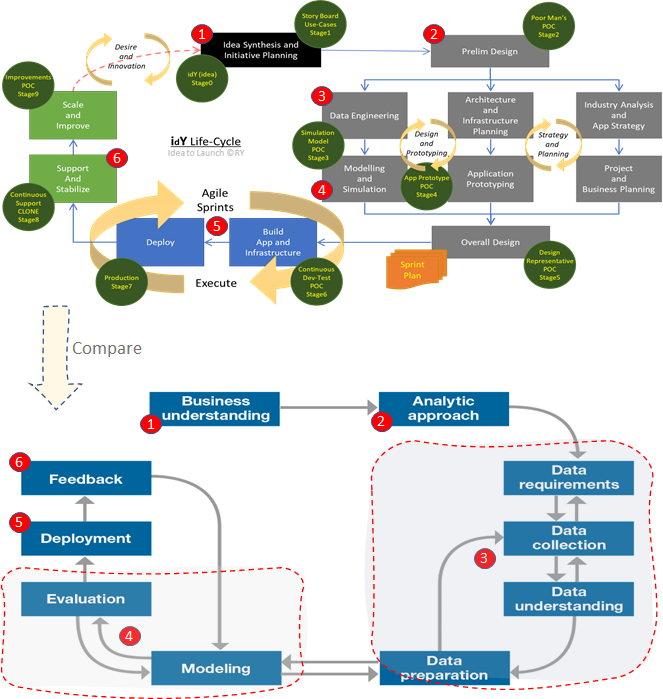 1
Idea Synthesis and
Initiative Planning
Story Board
Use-Cases
Stage1
2
Prelim Design
Poor Man's
POC
Stage2
Desire
and
Innovation
idY (idea)
Stage0
Improvements
POC
Stage9
Scale
and
Improve
3
Data Engineering
Architecture
and
Infrastructure
Planning
Industry Analysis
and
App Strategy
idY Life-Cycle
Idea to Launch ©RY
Simulation
Model
POC
Stage3
Design
and
Prototyping
Strategy
and
Planning
6
Support
And
Stabilize
4
Modelling
and
Simulation
App Prototype
POC
Stage4
Application
Prototyping
Project
and
Business Planning
Continuous
Support
CLONE
Stage8
Agile
Sprints
5
Deploy
Build
App and
Infrastructure
Overall Design
Sprint
Plan
Design
Representative
POC
Stage5
Production
Stage7
Execute
Continuous
Dev-Test
POC
Stage6
Compare
Business
understanding
1
Analytic
approach
2
6
Feedback
Data
requirements
5
Deployment
Data
collection
3
Evaluation
Data
understanding
4
Modeling
Data
preparation